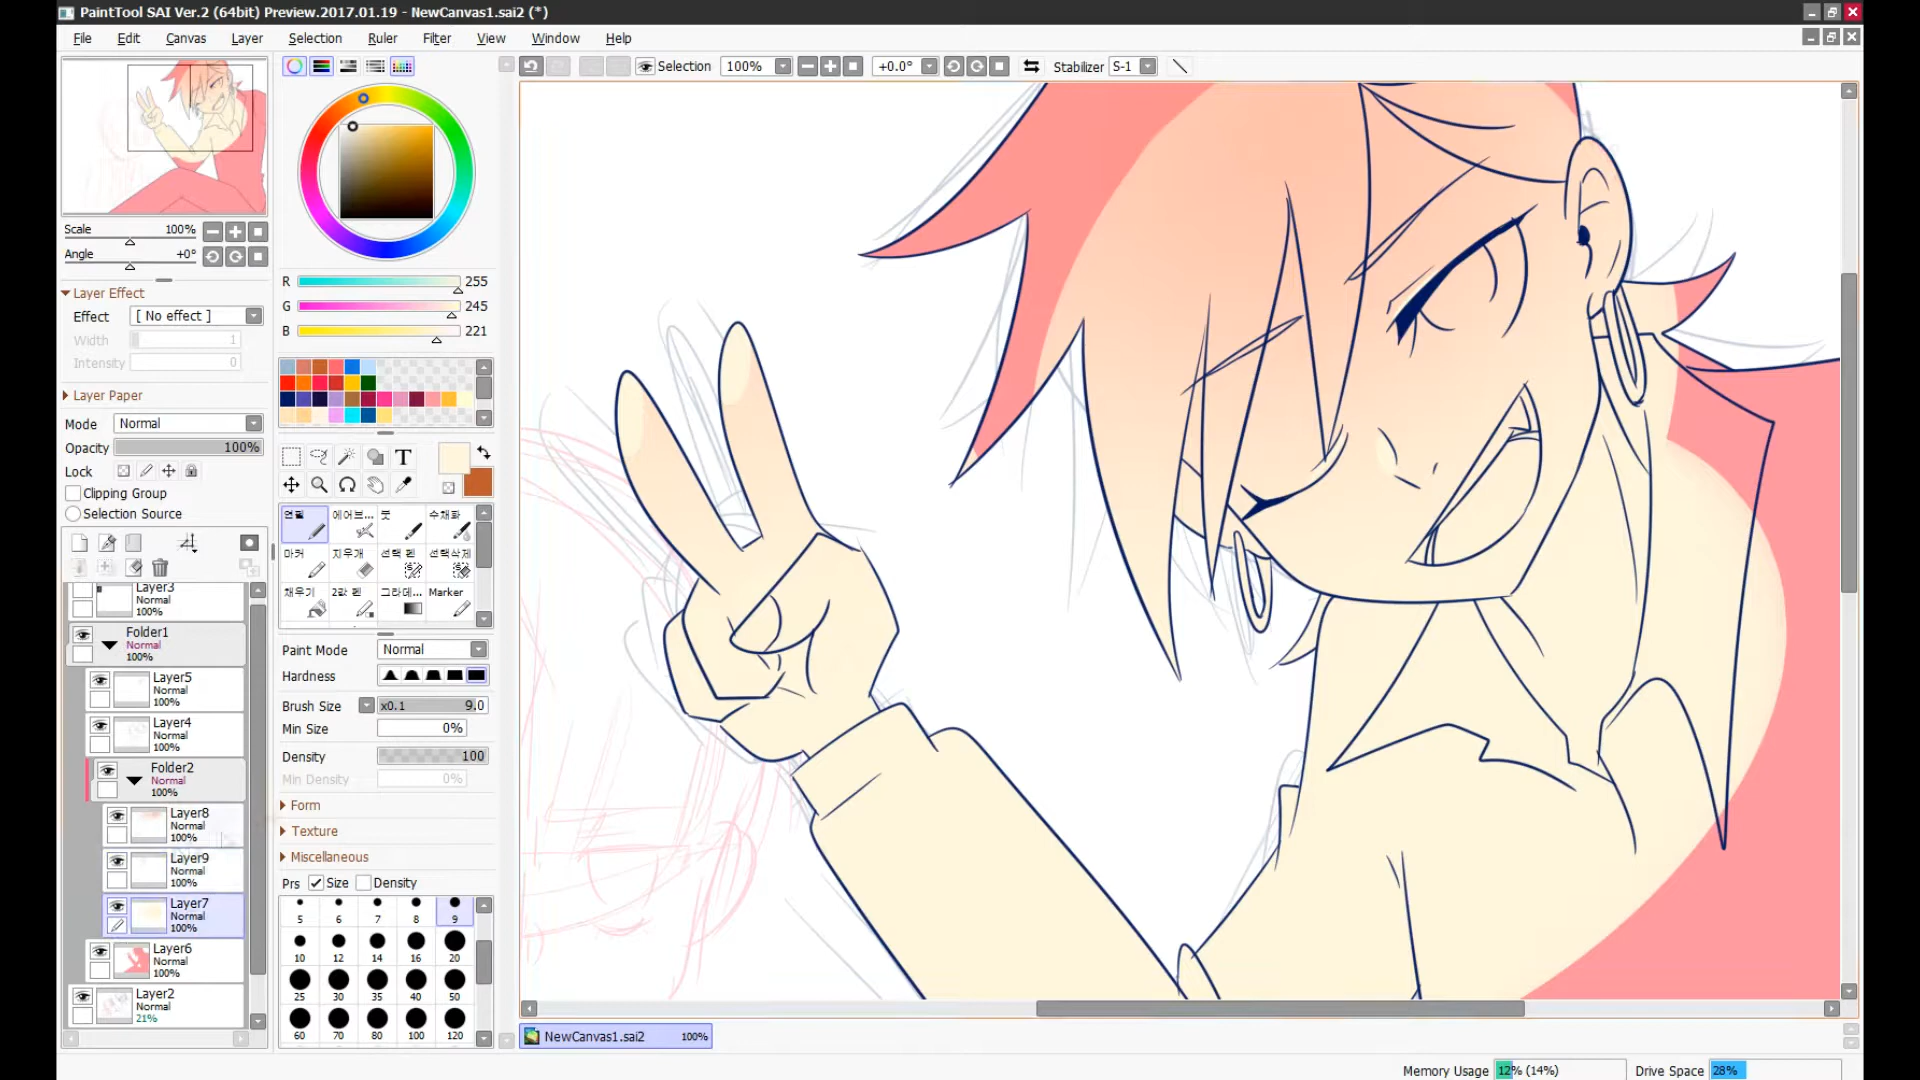 PaintTool SAI Ver.2 (64bit) Preview.2017.01.19 - NewCanvas1.sai2 (*)
File Edit Canvas Layer Selection Ruler Filter View Window Help
Selection 100% +0.0° Stabilizer S-1
Scale 100%
Angle +0°
Layer Effect
Effect [ No effect ]
Width 1
Intensity 0
Layer Paper
Mode Normal
Opacity 100%
Lock
Clipping Group
Selection Source
Layer3
Normal
100%
Folder1
Normal
100%
Layer5
Normal
100%
Layer4
Normal
100%
Folder2
Normal
100%
Layer8
Normal
100%
Layer9
Normal
100%
Layer7
Normal
100%
Layer6
Normal
100%
Layer2
Normal
21%
R 255
G 245
B 221
T
연필 에어브... 붓 수채화
마커 지우개 선택 펜 선택삭제
채우기 2값 펜 그라데... Marker
Paint Mode Normal
Hardness
Brush Size x0.1 9.0
Min Size 0%
Density 100
Min Density 0%
Form
Texture
Miscellaneous
Prs Size Density
5 6 7 8 9
10 12 14 16 20
25 30 35 40 50
60 70 80 100 120
NewCanvas1.sai2 100%
Memory Usage 12% (14%) Drive Space 28%